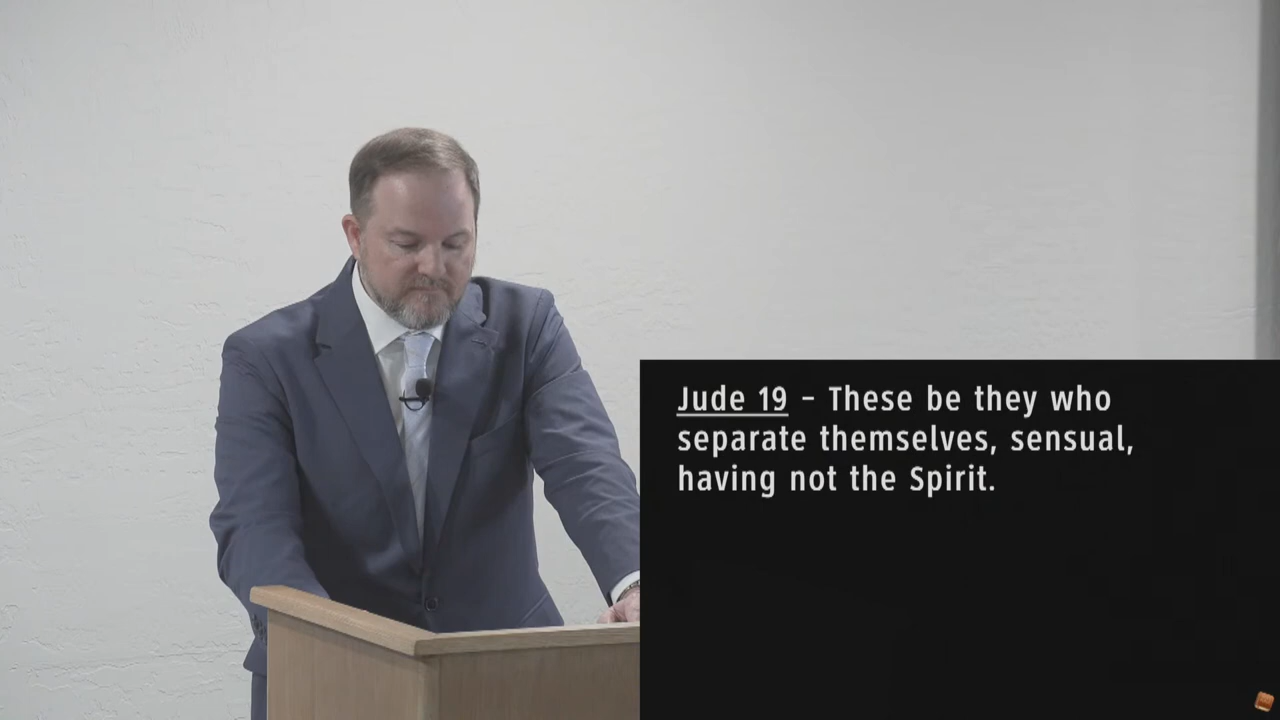 Jude 19 – These be they who
separate themselves, sensual,
having not the Spirit.